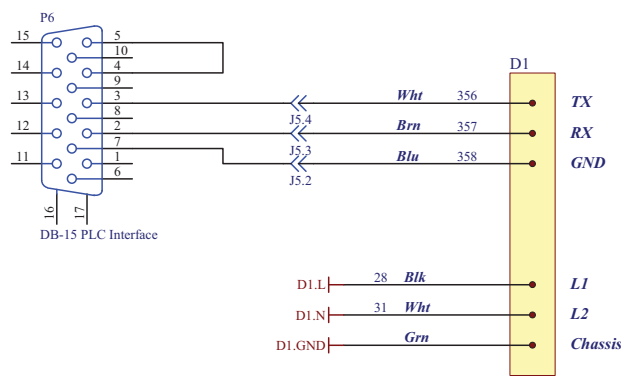 P6
15
5
10
14
4
9
D1
13
3
J5.4
Wht
356
TX
8
12
2
J5.3
Brn
357
RX
7
11
1
J5.2
Blu
358
GND
6
16
17
DB-15 PLC Interface
D1.L
28
Blk
L1
D1.N
31
Wht
L2
D1.GND
Grn
Chassis